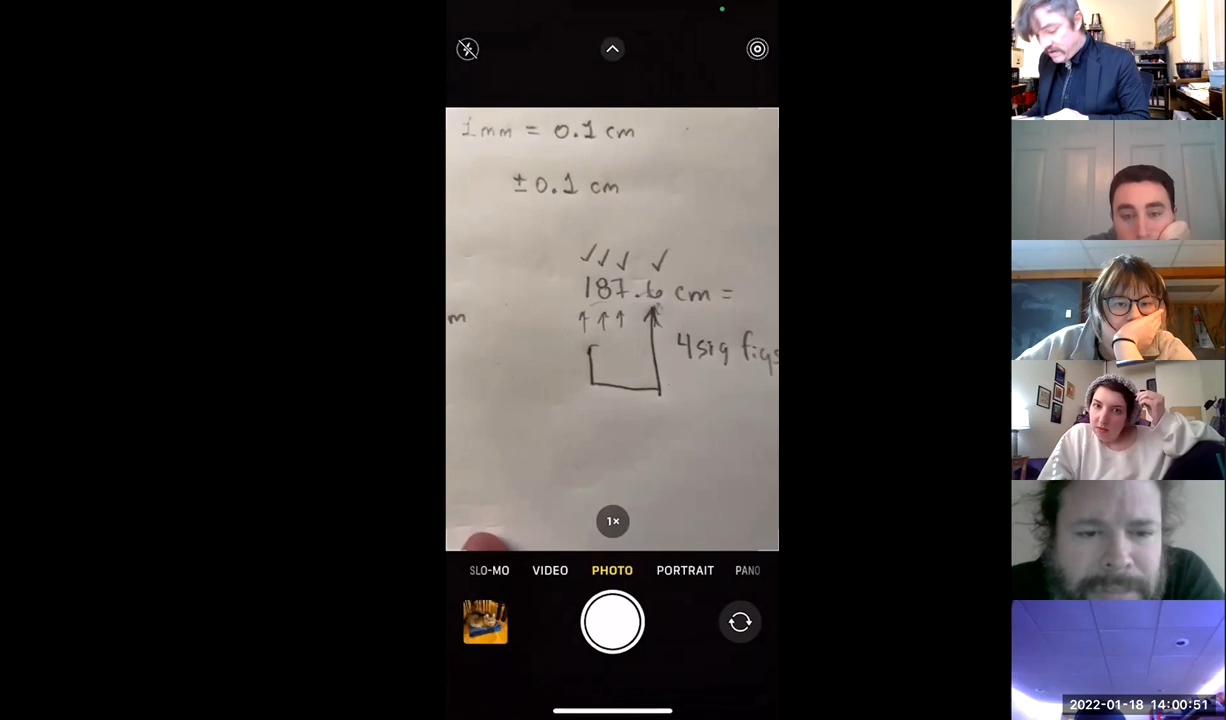 1mm = 0.1 cm
± 0.1 cm
187.6 cm =
m
4 sig figs
1×
SLO-MO VIDEO PHOTO PORTRAIT PANO
2022-01-18 14:00:51